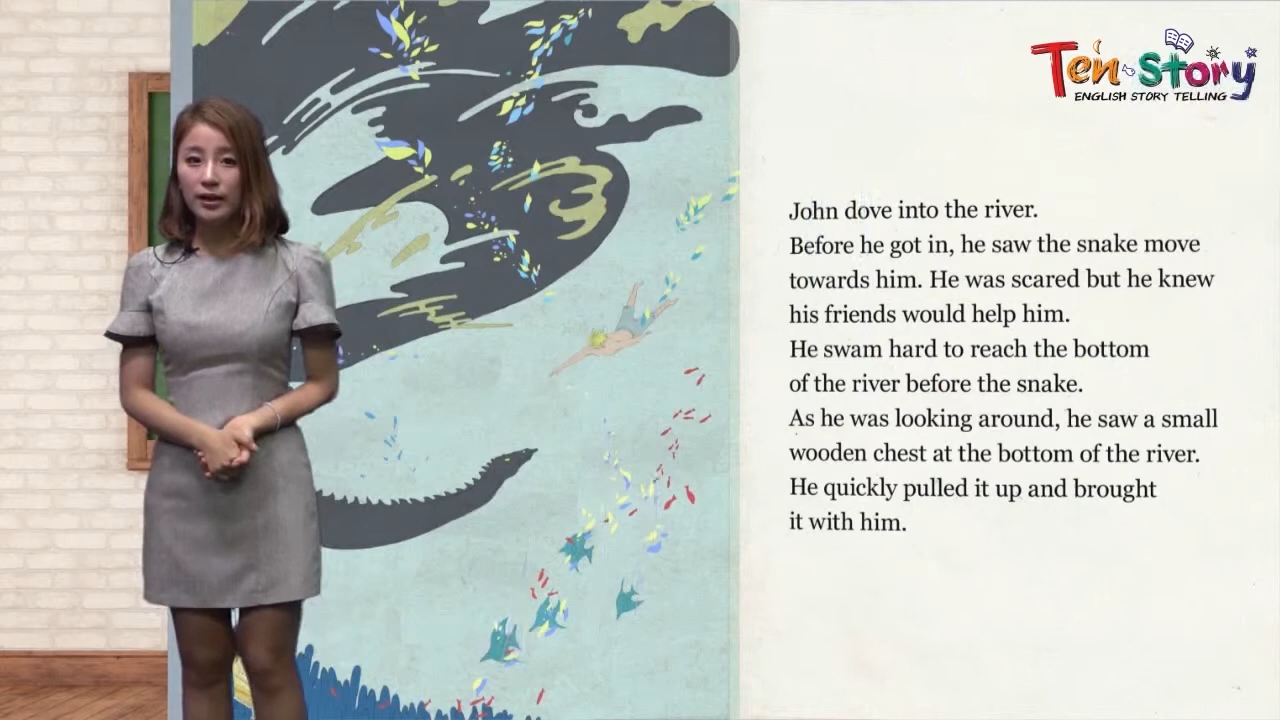 Ten Story
ENGLISH STORY TELLING
John dove into the river.
Before he got in, he saw the snake move
towards him. He was scared but he knew
his friends would help him.
He swam hard to reach the bottom
of the river before the snake.
As he was looking around, he saw a small
wooden chest at the bottom of the river.
He quickly pulled it up and brought
it with him.